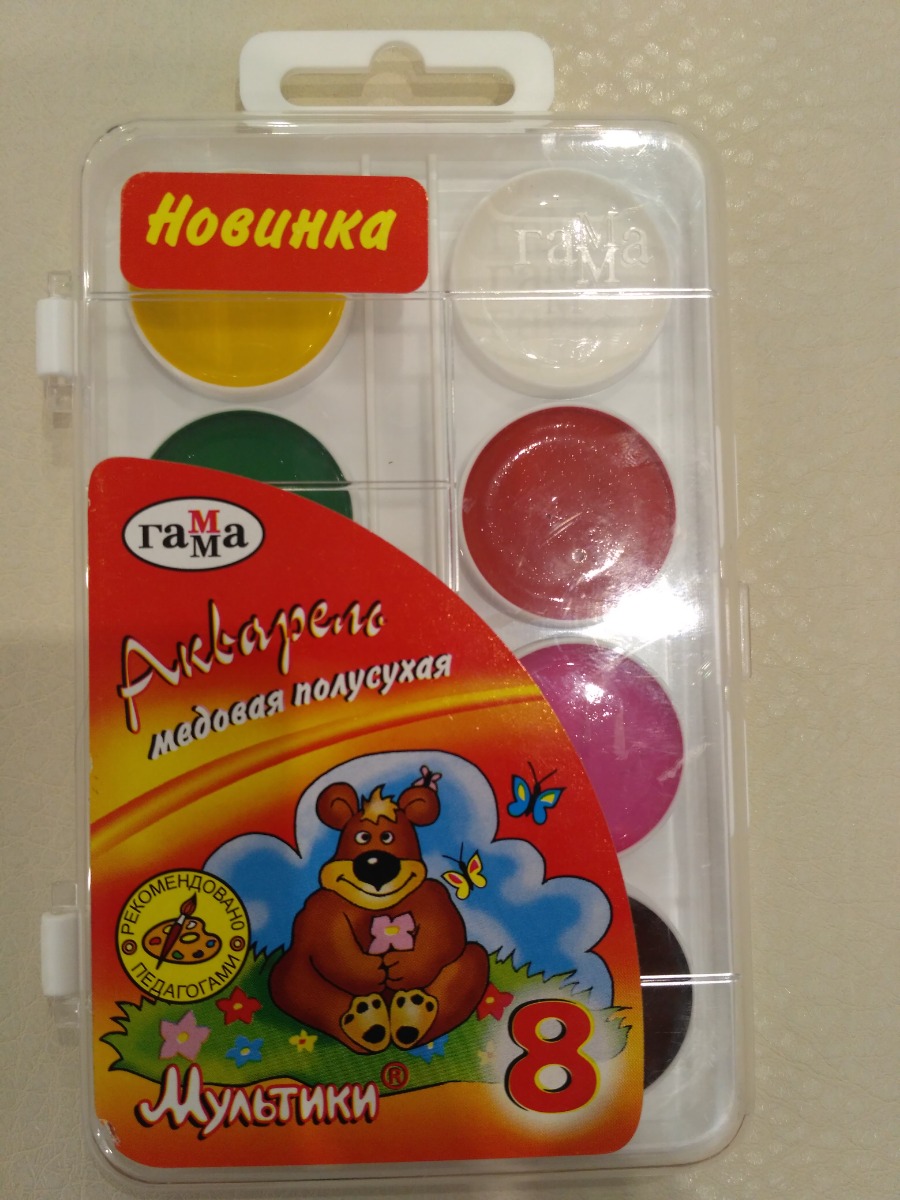 Новинка
гаММа
гаММа
Акварель
медовая полусухая
РЕКОМЕНДОВАНО
ПЕДАГОГАМИ
8
Мультики®